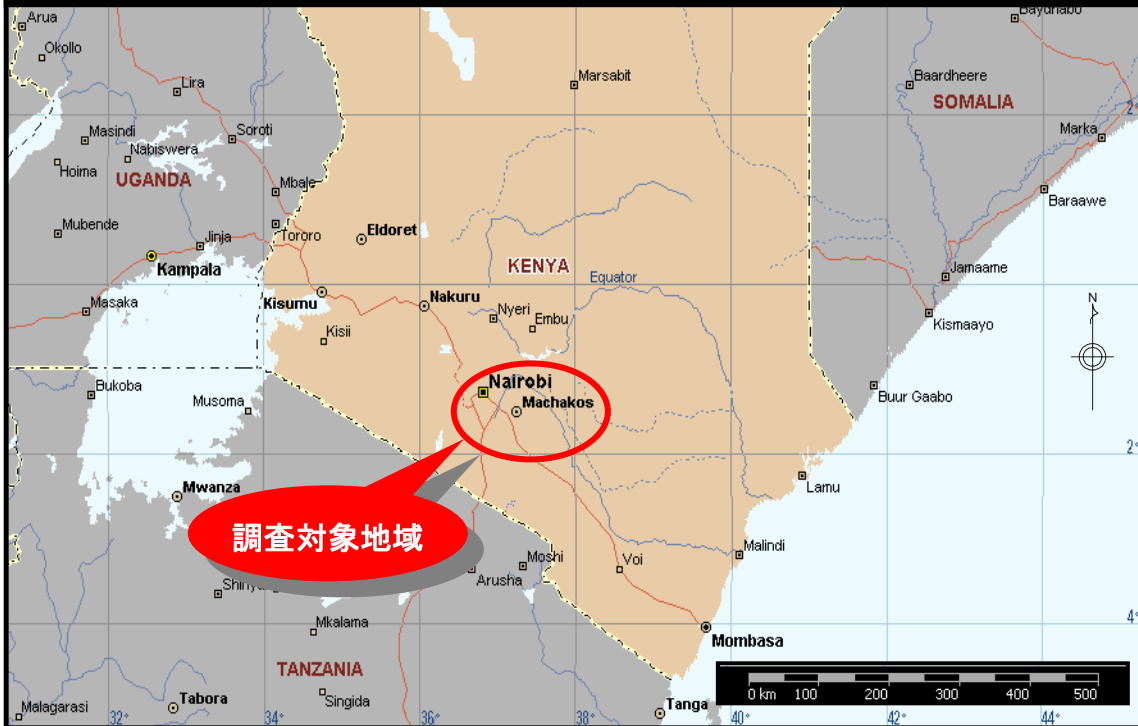 Arua
Okollo
Lira
Masindi
Nabiswera
Soroti
Hoima
UGANDA
Mbale
Mubende
Jinja
Tororo
Kampala
Masaka
Bukoba
Musoma
Mwanza
Marsabit
Eldoret
KENYA
Equator
Kisumu
Nakuru
Nyeri
Embu
Kisii
Nairobi
Machakos
調査対象地域
Baardheere
SOMALIA
2°
Marka
Baraawe
Jamaame
Kismaayo
N
Buur Gaabo
2°
Lamu
Malindi
Voi
Moshi
Arusha
Mkalama
4°
Mombasa
TANZANIA
Singida
Tabora
Malagarasi
Tanga
0 km 100 200 300 400 500
32° 34° 36° 38° 40° 42° 44°